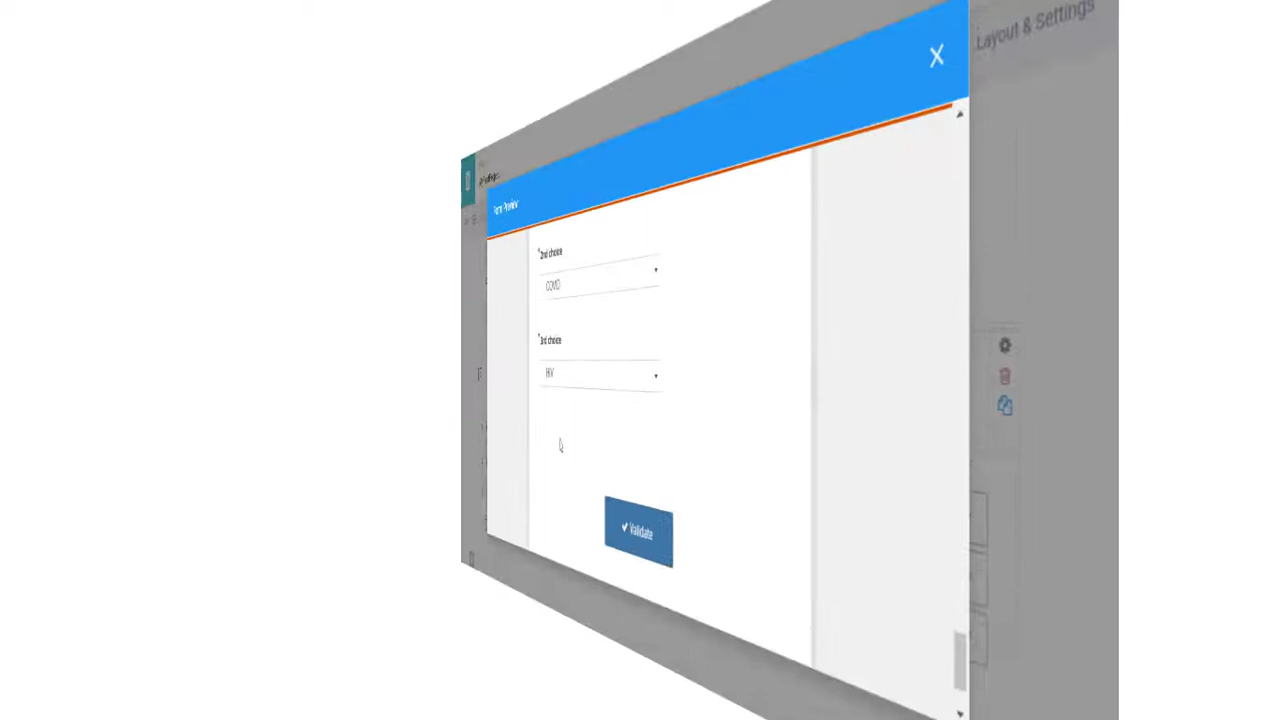 Layout & Settings
X
Form Preview
*2nd choice
COVID
*3rd choice
HIV
✔ Validate